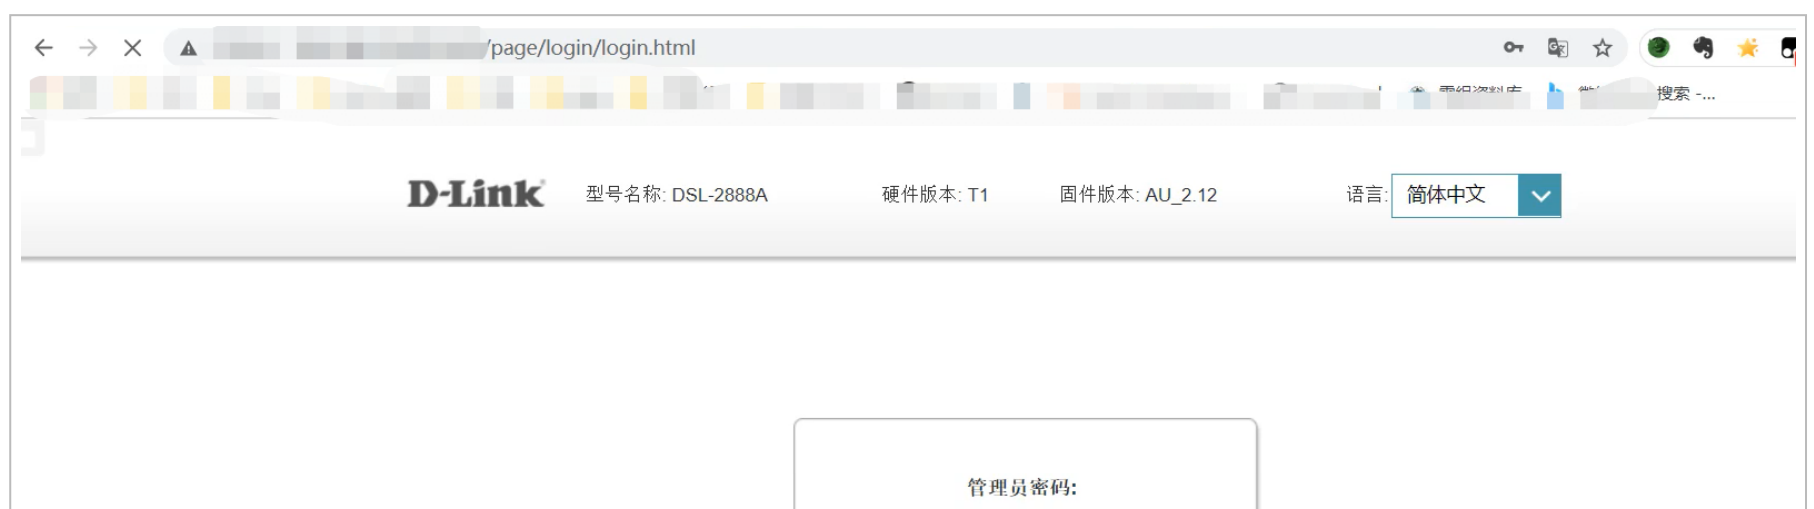 /page/login/login.html
搜索 -...
D-Link 型号名称: DSL-2888A 硬件版本: T1 固件版本: AU_2.12 语言: 简体中文
管理员密码: